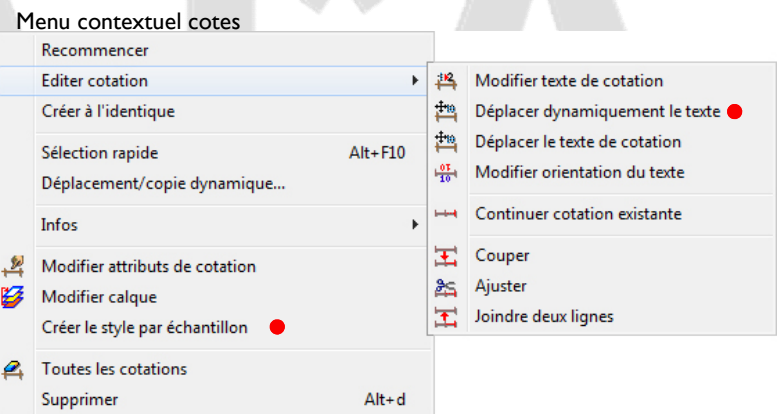 Menu contextuel cotes
Recommencer
Editer cotation
Créer à l'identique
Sélection rapide Alt+F10
Déplacement/copie dynamique...
Infos
Modifier attributs de cotation
Modifier calque
Créer le style par échantillon
Toutes les cotations
Supprimer Alt+d
Modifier texte de cotation
Déplacer dynamiquement le texte
Déplacer le texte de cotation
Modifier orientation du texte
Continuer cotation existante
Couper
Ajuster
Joindre deux lignes